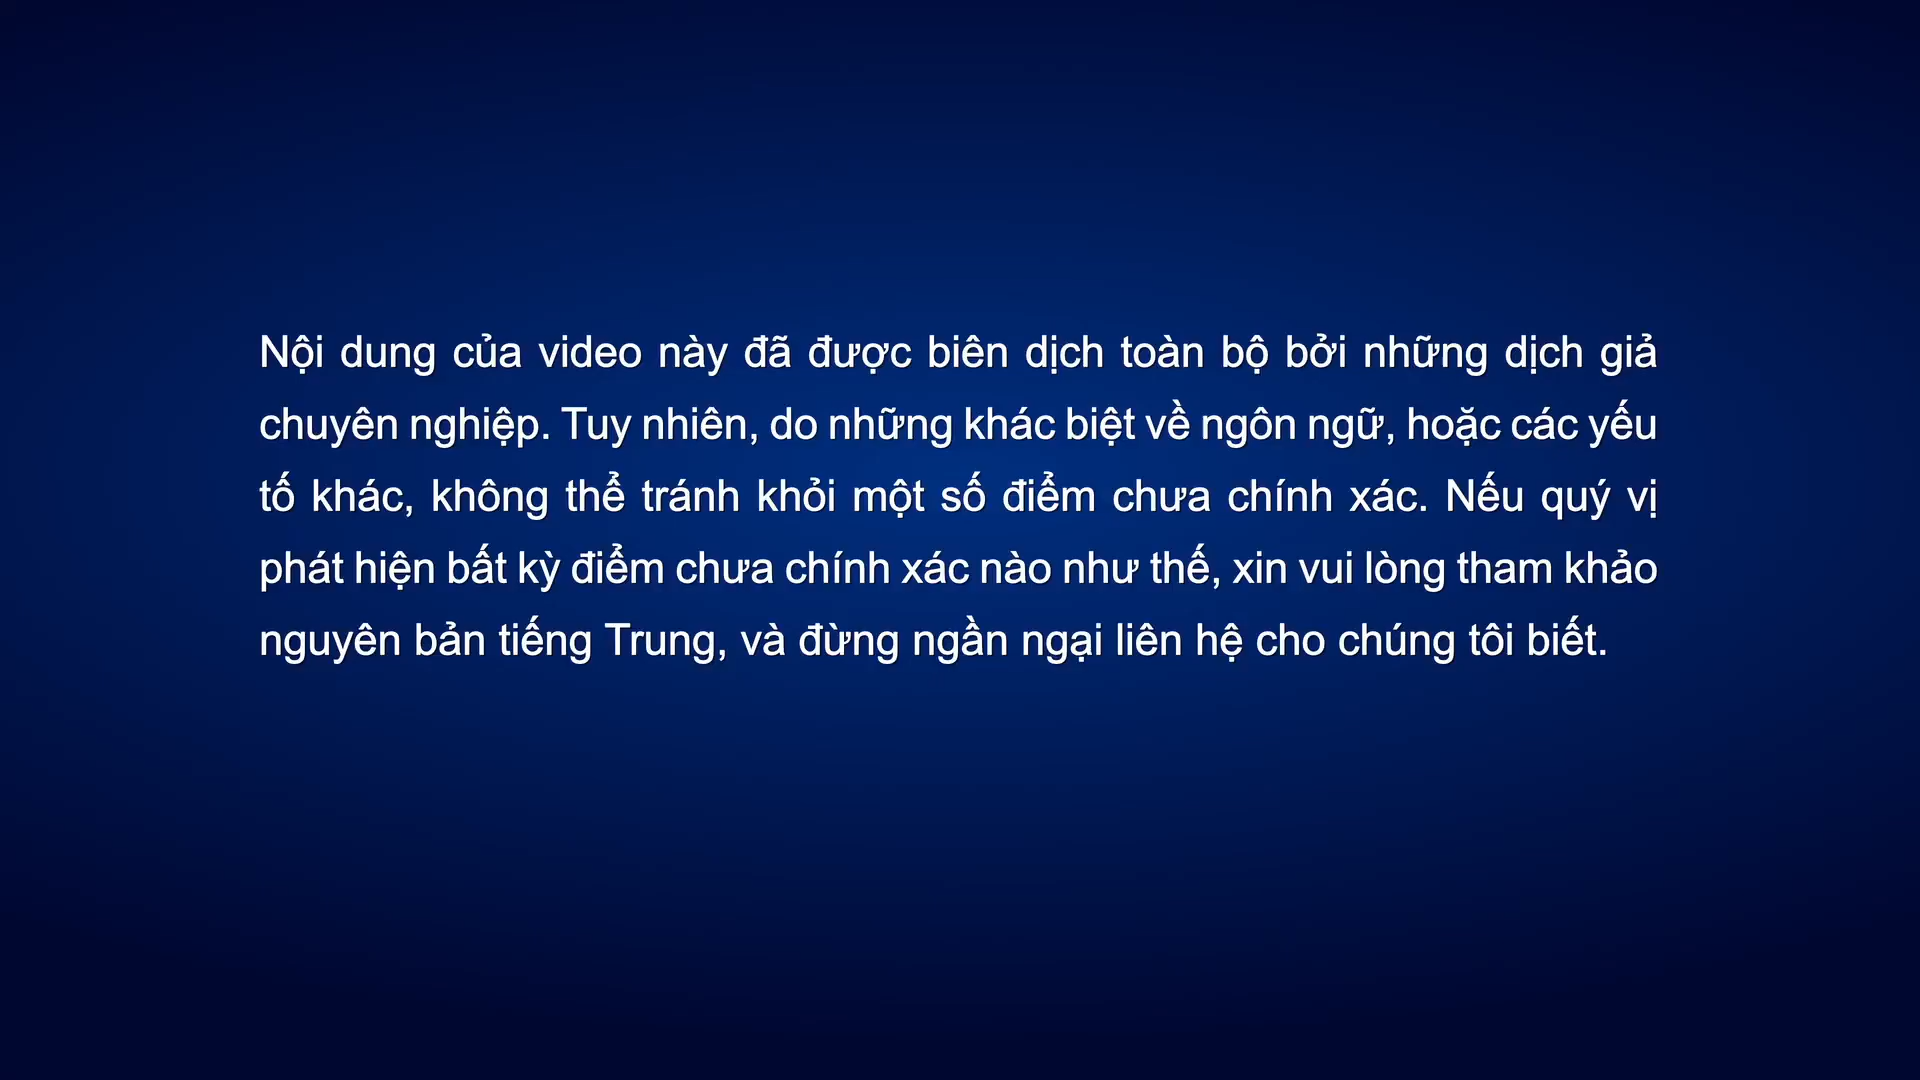 Nội dung của video này đã được biên dịch toàn bộ bởi những dịch giả
chuyên nghiệp. Tuy nhiên, do những khác biệt về ngôn ngữ, hoặc các yếu
tố khác, không thể tránh khỏi một số điểm chưa chính xác. Nếu quý vị
phát hiện bất kỳ điểm chưa chính xác nào như thế, xin vui lòng tham khảo
nguyên bản tiếng Trung, và đừng ngần ngại liên hệ cho chúng tôi biết.